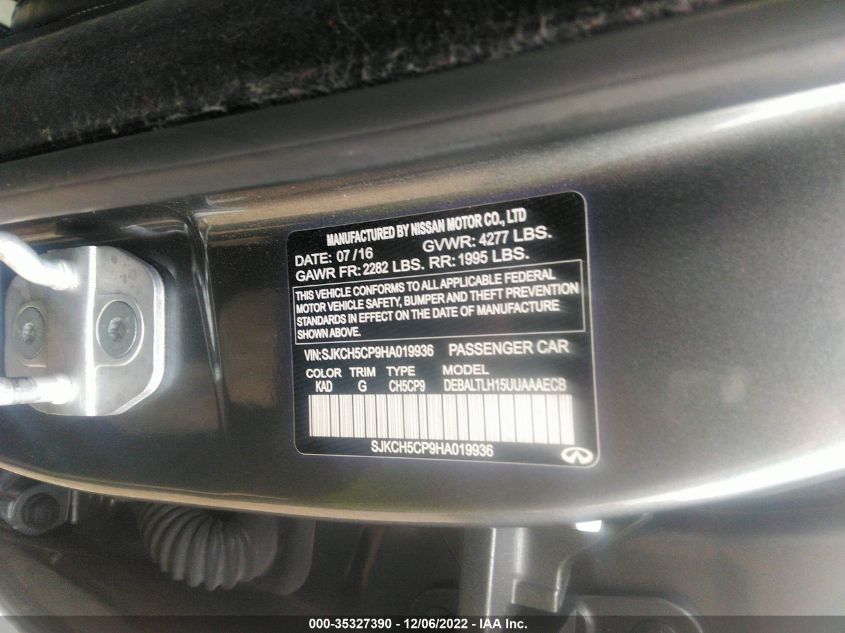 MANUFACTURED BY NISSAN MOTOR CO., LTD
DATE: 07/16 GVWR: 4277 LBS.
GAWR FR: 2282 LBS. RR: 1995 LBS.
THIS VEHICLE CONFORMS TO ALL APPLICABLE FEDERAL
MOTOR VEHICLE SAFETY, BUMPER AND THEFT PREVENTION
STANDARDS IN EFFECT ON THE DATE OF MANUFACTURE
SHOWN ABOVE.
VIN:SJKCH5CP9HA019936 PASSENGER CAR
COLOR TRIM TYPE MODEL
KAD G CH5CP9 DEBALTLH15UUAAAECB
SJKCH5CP9HA019936
000-35327390 - 12/06/2022 - IAA Inc.